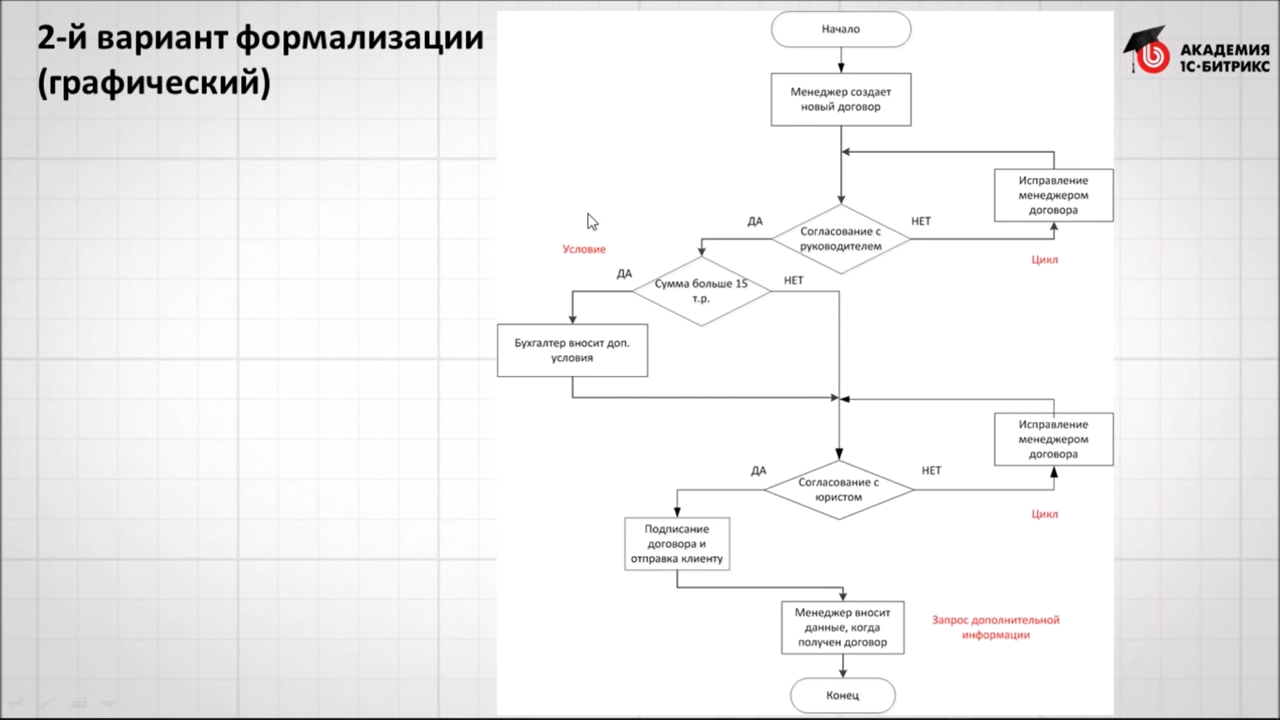 2-й вариант формализации
(графический)
АКАДЕМИЯ
1С-БИТРИКС
Начало
Менеджер создает
новый договор
Исправление
менеджером
договора
ДА
НЕТ
Согласование с
руководителем
Условие
Цикл
ДА
НЕТ
Сумма больше 15
т.р.
Бухгалтер вносит доп.
условия
Исправление
менеджером
договора
ДА
НЕТ
Согласование с
юристом
Цикл
Подписание
договора и
отправка клиенту
Менеджер вносит
данные, когда
получен договор
Запрос дополнительной
информации
Конец